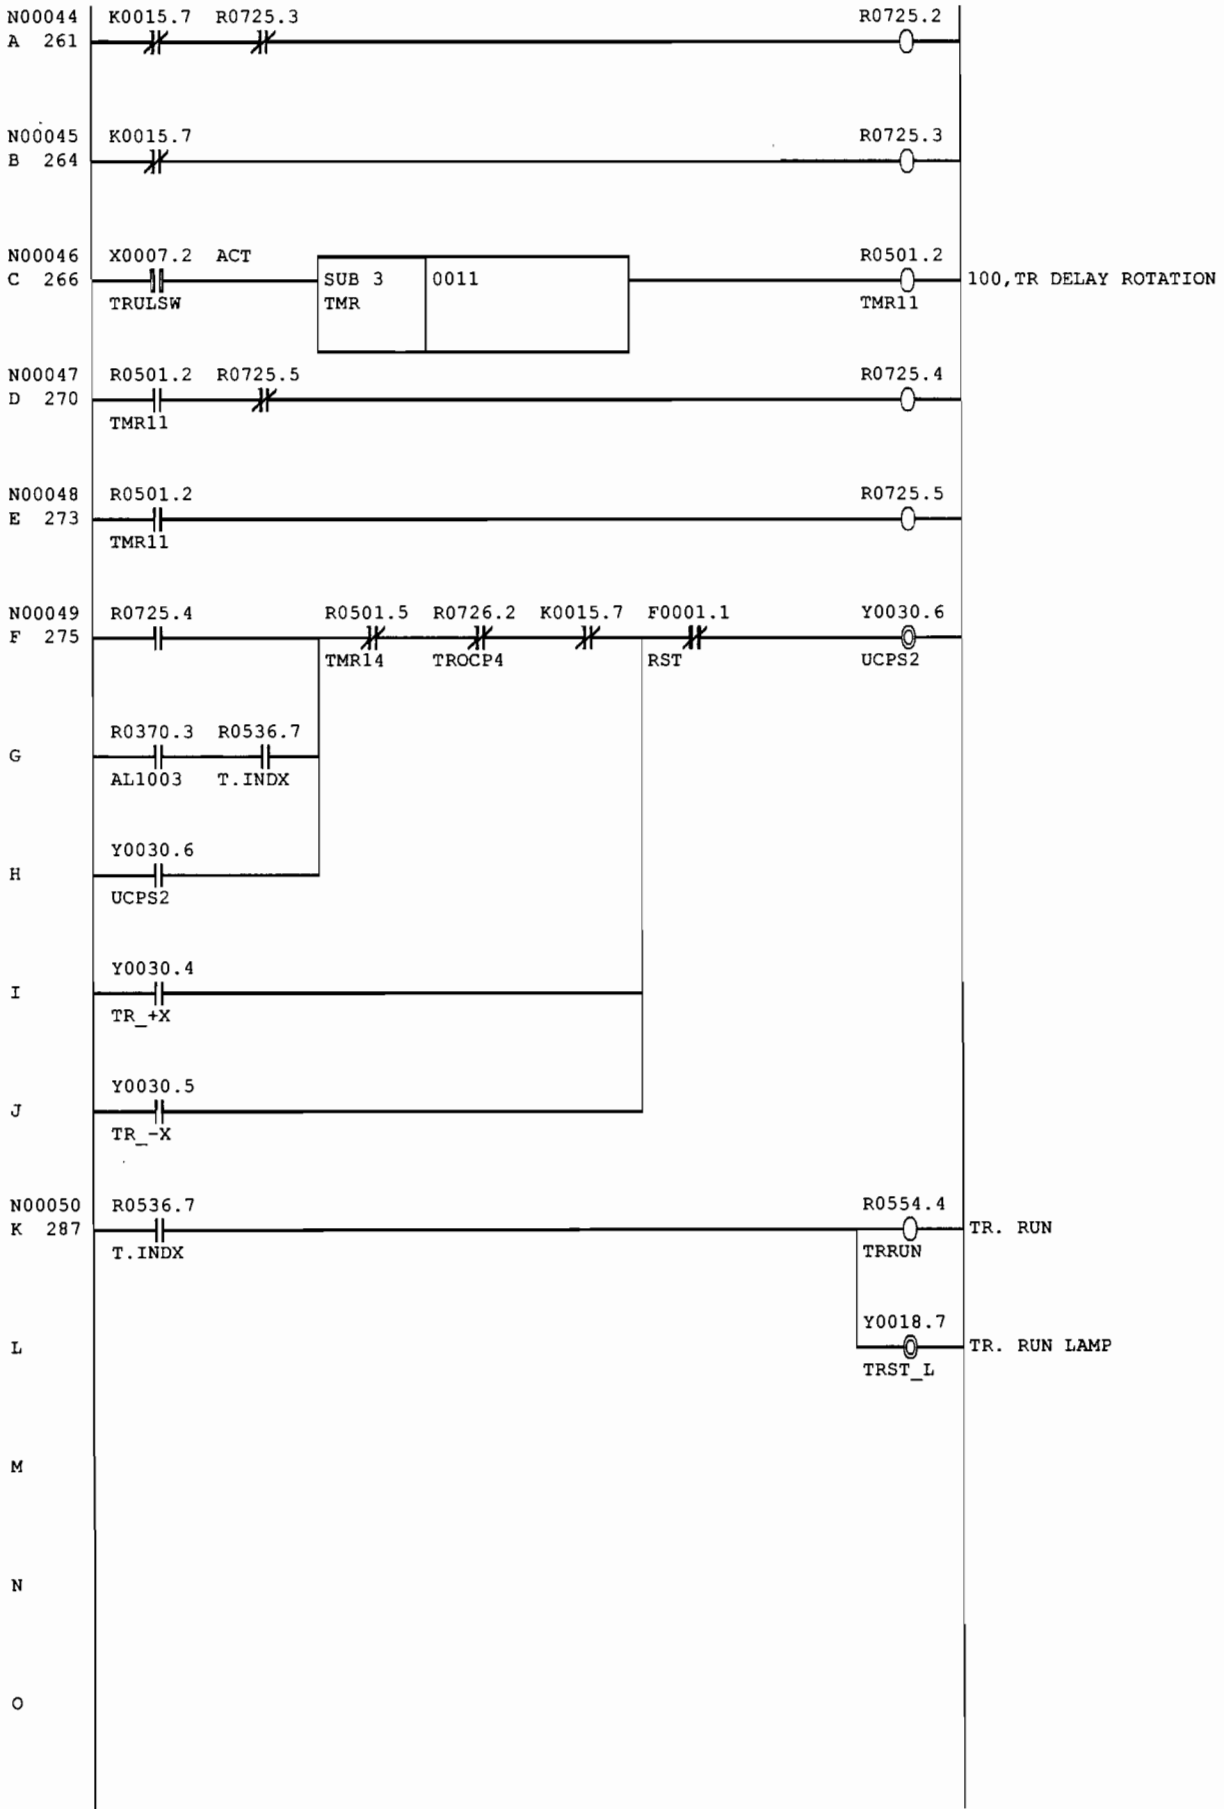 N00044 K0015.7 R0725.3 R0725.2
A 261
N00045 K0015.7 R0725.3
B 264
N00046 X0007.2 ACT R0501.2
C 266 SUB 3 0011 100,TR DELAY ROTATION
TRULSW TMR TMR11
N00047 R0501.2 R0725.5 R0725.4
D 270
TMR11
N00048 R0501.2 R0725.5
E 273
TMR11
N00049 R0725.4 R0501.5 R0726.2 K0015.7 F0001.1 Y0030.6
F 275
TMR14 TROCP4 RST UCPS2
R0370.3 R0536.7
G
AL1003 T.INDX
Y0030.6
H
UCPS2
Y0030.4
I
TR_+X
Y0030.5
J
TR_-X
N00050 R0536.7 R0554.4
K 287 TR. RUN
T.INDX TRRUN
Y0018.7
L TR. RUN LAMP
TRST_L
M
N
O